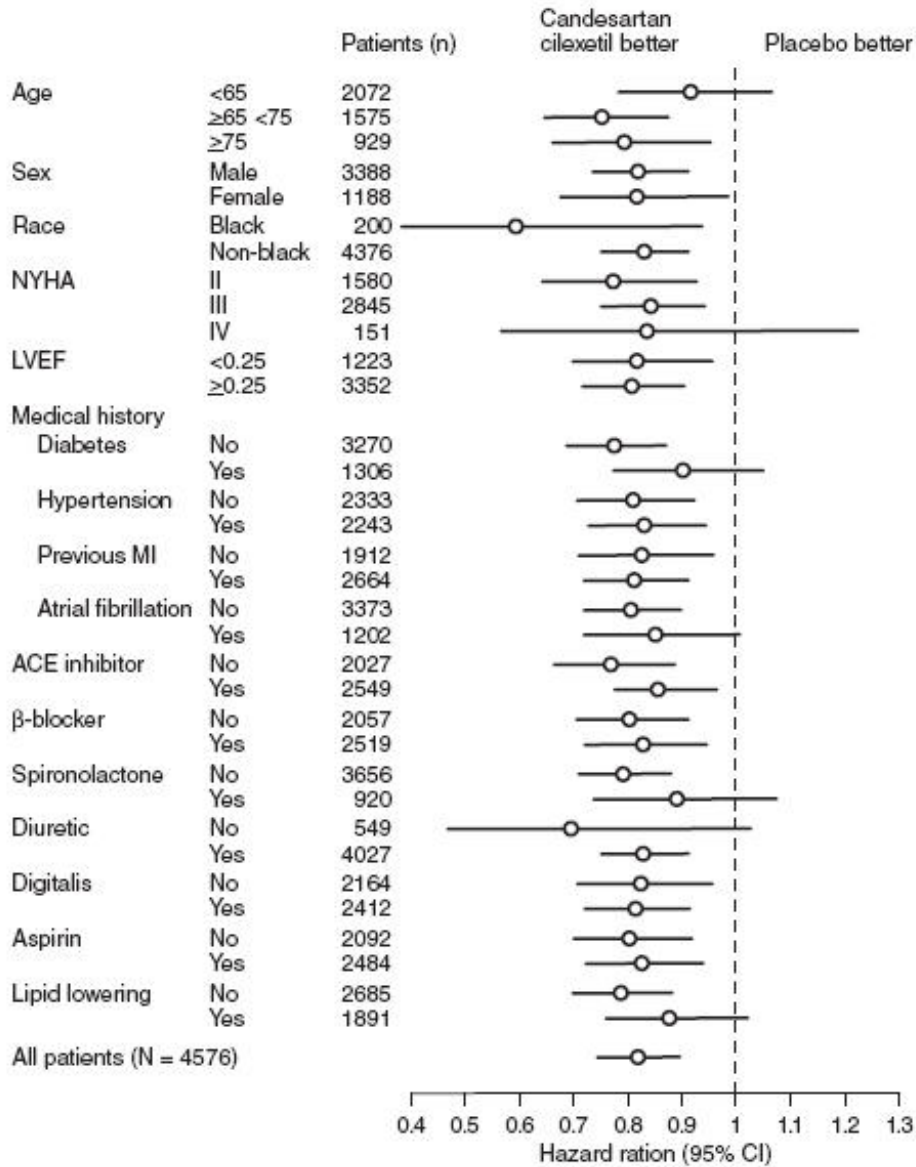 Patients (n) Candesartan cilexetil better Placebo better
Age <65 2072
≥65 <75 1575
≥75 929
Sex Male 3388
Female 1188
Race Black 200
Non-black 4376
NYHA II 1580
III 2845
IV 151
LVEF <0.25 1223
≥0.25 3352
Medical history
Diabetes No 3270
Yes 1306
Hypertension No 2333
Yes 2243
Previous MI No 1912
Yes 2664
Atrial fibrillation No 3373
Yes 1202
ACE inhibitor No 2027
Yes 2549
β-blocker No 2057
Yes 2519
Spironolactone No 3656
Yes 920
Diuretic No 549
Yes 4027
Digitalis No 2164
Yes 2412
Aspirin No 2092
Yes 2484
Lipid lowering No 2685
Yes 1891
All patients (N = 4576)
0.4 0.5 0.6 0.7 0.8 0.9 1 1.1 1.2 1.3
Hazard ration (95% CI)